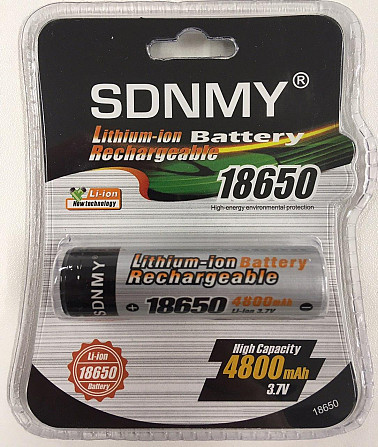 SDNMY®
Lithium-ion Battery
Rechargeable
18650
High-energy environmental protection
Li-ion
New technology
SDNMY
Lithium-ion Battery
Rechargeable
+ 18650 4800mAh -
Li-ion 3.7V
Li-ion
18650
Battery
High Capacity
4800mAh
3.7V
18650